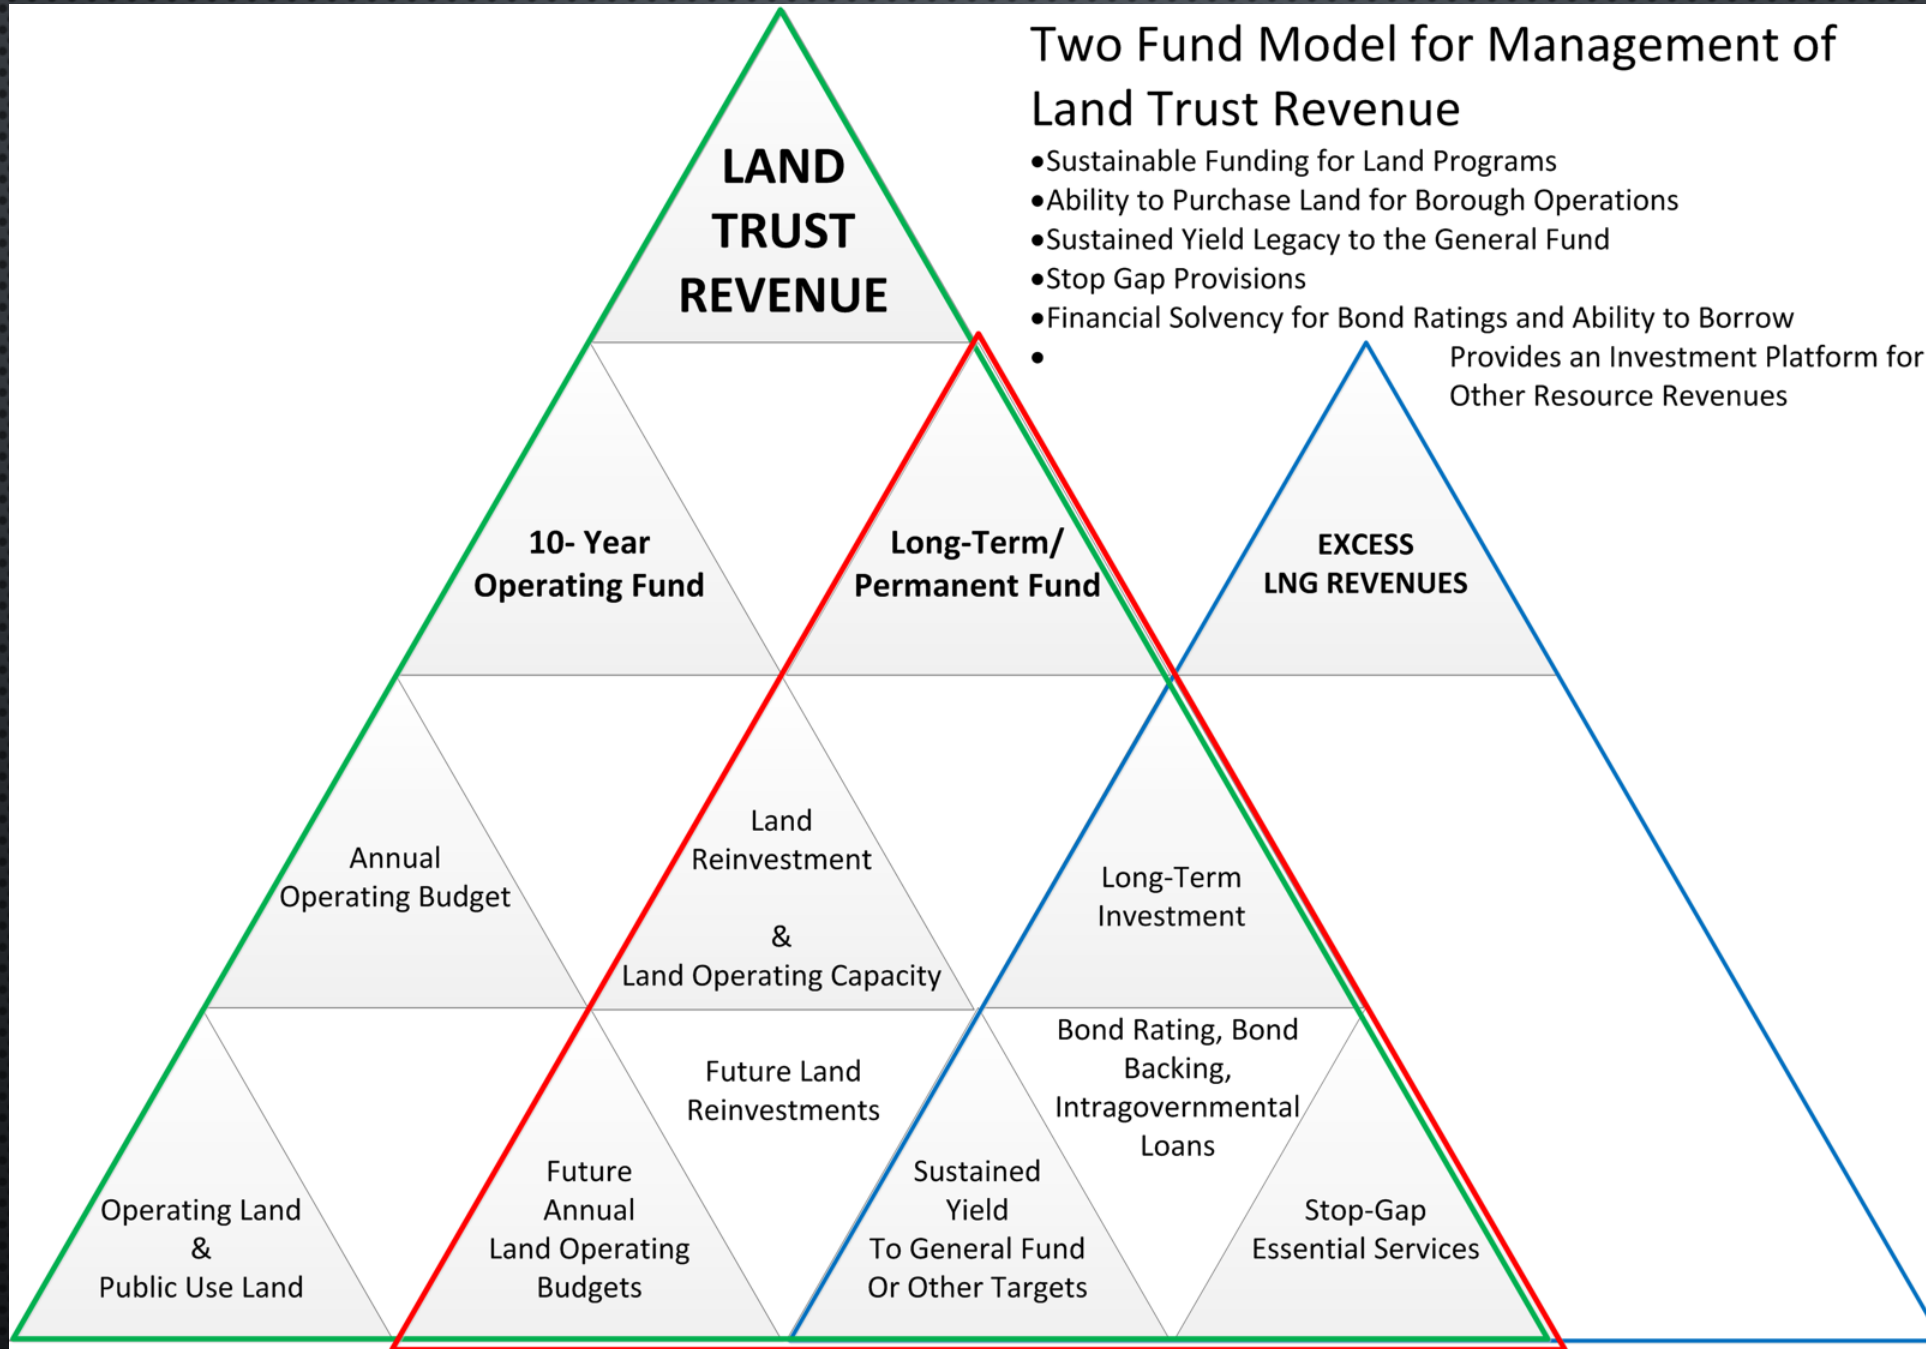 Two Fund Model for Management of
Land Trust Revenue
•Sustainable Funding for Land Programs
•Ability to Purchase Land for Borough Operations
•Sustained Yield Legacy to the General Fund
•Stop Gap Provisions
•Financial Solvency for Bond Ratings and Ability to Borrow
• Provides an Investment Platform for
Other Resource Revenues
LAND
TRUST
REVENUE
10- Year
Operating Fund
Long-Term/
Permanent Fund
EXCESS
LNG REVENUES
Annual
Operating Budget
Land
Reinvestment
&
Land Operating Capacity
Long-Term
Investment
Operating Land
&
Public Use Land
Future
Annual
Land Operating
Budgets
Future Land
Reinvestments
Sustained
Yield
To General Fund
Or Other Targets
Bond Rating, Bond
Backing,
Intragovernmental
Loans
Stop-Gap
Essential Services